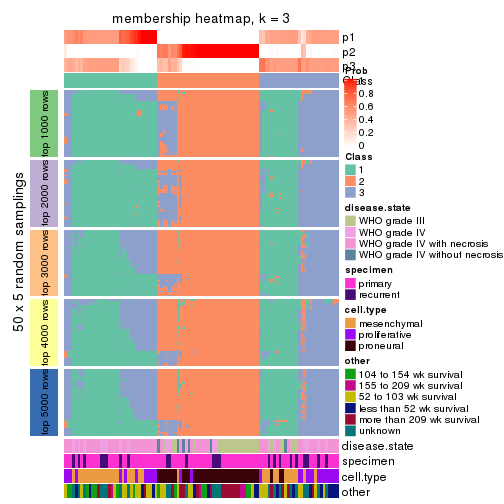 membership heatmap, k = 3
p1
p2
p3
Class
50 x 5 random samplings
top 1000 rows
top 2000 rows
top 3000 rows
top 4000 rows
top 5000 rows
disease.state
specimen
cell.type
other
Prob
1
0.8
0.6
0.4
0.2
0
Class
1
2
3
disease.state
WHO grade III
WHO grade IV
WHO grade IV with necrosis
WHO grade IV without necrosis
specimen
primary
recurrent
cell.type
mesenchymal
proliferative
proneural
other
104 to 154 wk survival
155 to 209 wk survival
52 to 103 wk survival
less than 52 wk survival
more than 209 wk survival
unknown